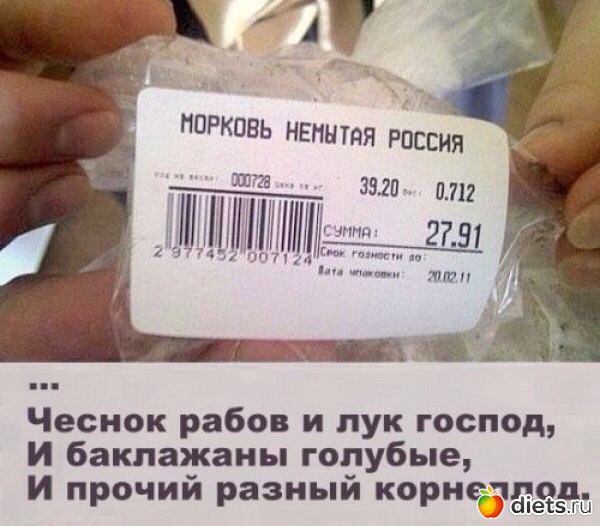 МОРКОВЬ НЕМЫТАЯ РОССИЯ
000728 39.20 0.712
СУММА: 27.91
2 977452 007124
Срок годности до:
Дата упаковки: 20.02.11
...
Чеснок рабов и лук господ,
И баклажаны голубые,
И прочий разный корнеплод.
diets.ru